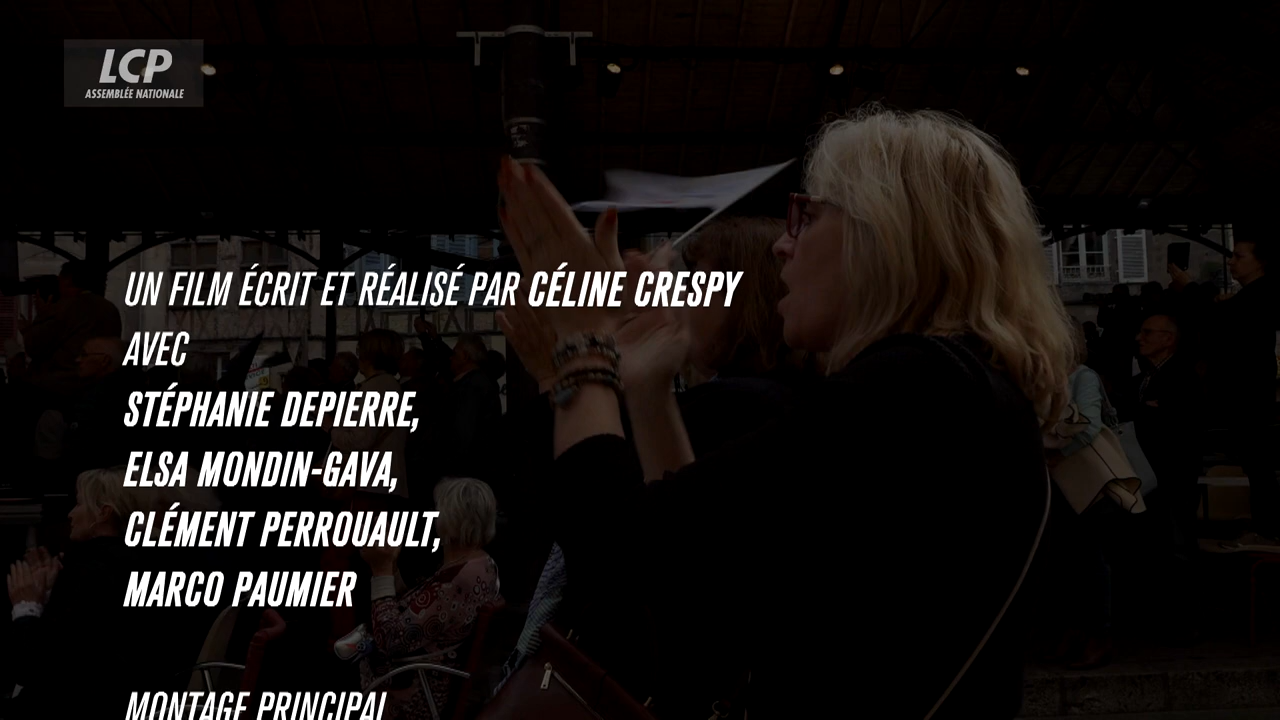 LCP
ASSEMBLÉE NATIONALE
UN FILM ÉCRIT ET RÉALISÉ PAR CÉLINE CRESPY
AVEC
STÉPHANIE DEPIERRE,
ELSA MONDIN-GAVA,
CLÉMENT PERROUAULT,
MARCO PAUMIER
MONTAGE PRINCIPAL